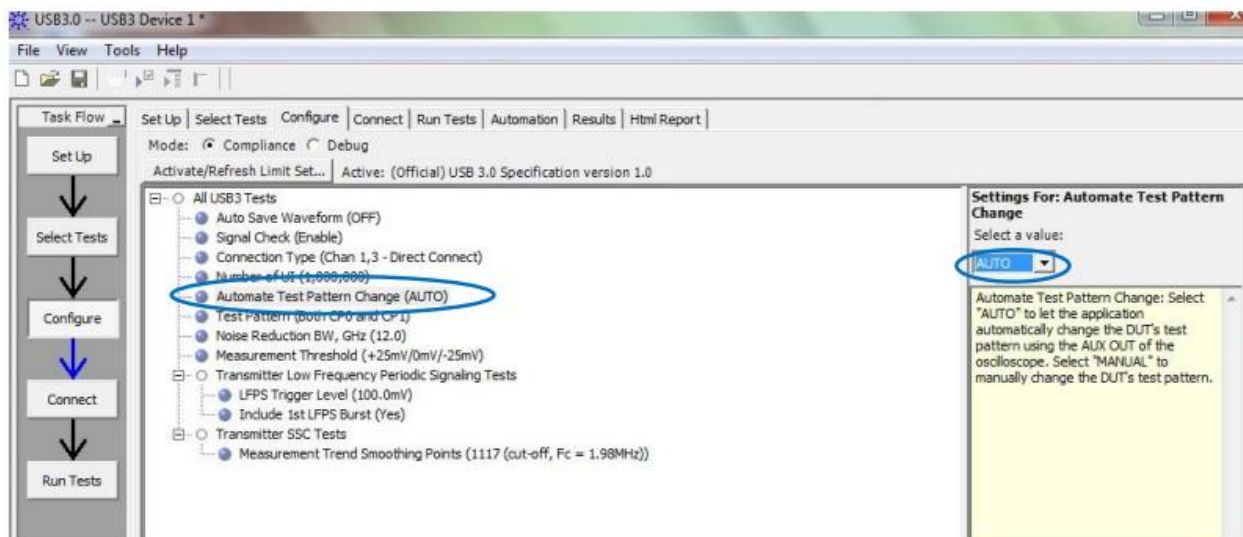 USB3.0 -- USB3 Device 1 *
File View Tools Help
Task Flow
Set Up
Select Tests
Configure
Connect
Run Tests
Set Up Select Tests Configure Connect Run Tests Automation Results Html Report
Mode: Compliance Debug
Activate/Refresh Limit Set... Active: (Official) USB 3.0 Specification version 1.0
All USB3 Tests
Auto Save Waveform (OFF)
Signal Check (Enable)
Connection Type (Chan 1,3 - Direct Connect)
Number of UI (1,000,000)
Automate Test Pattern Change (AUTO)
Test Pattern (Both CP0 and CP1)
Noise Reduction BW, GHz (12.0)
Measurement Threshold (+25mV/0mV/-25mV)
Transmitter Low Frequency Periodic Signaling Tests
LFPS Trigger Level (100.0mV)
Include 1st LFPS Burst (Yes)
Transmitter SSC Tests
Measurement Trend Smoothing Points (1117 (cut-off, Fc = 1.98MHz))
Settings For: Automate Test Pattern
Change
Select a value:
AUTO
Automate Test Pattern Change: Select
"AUTO" to let the application
automatically change the DUT's test
pattern using the AUX OUT of the
oscilloscope. Select "MANUAL" to
manually change the DUT's test pattern.